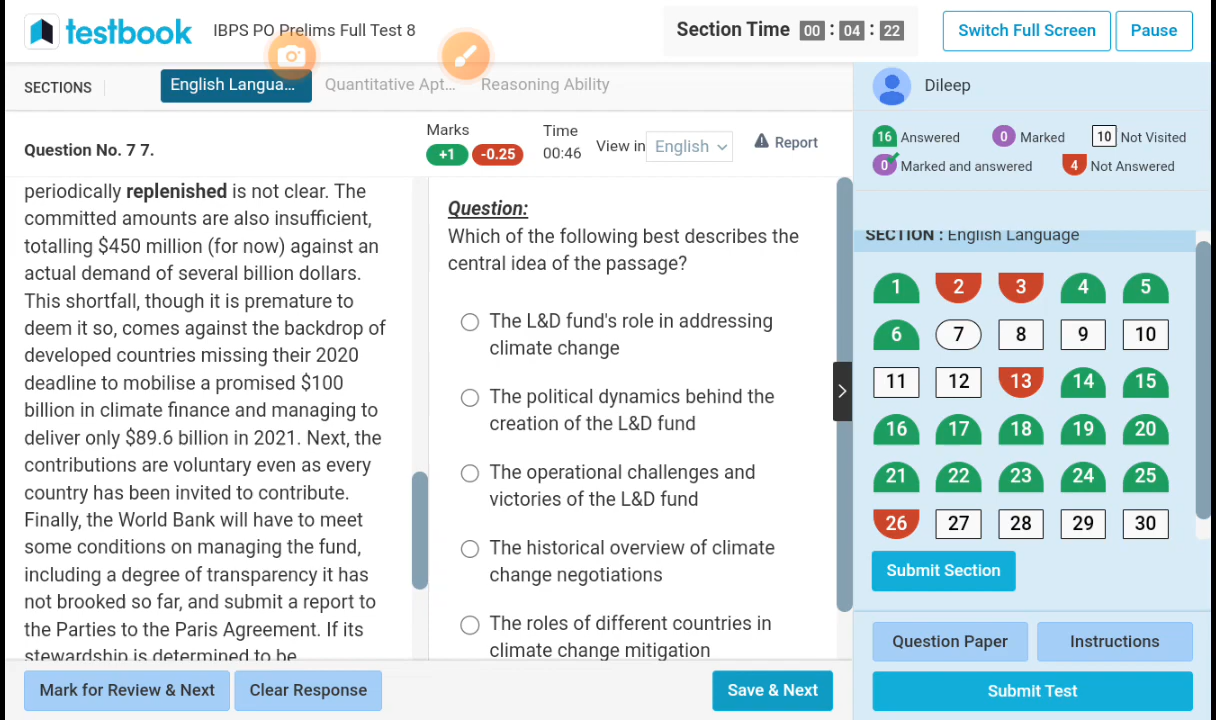 testbook
IBPS PO Prelims Full Test 8
Section Time 00 : 04 : 22
Switch Full Screen
Pause
SECTIONS
English Langua...
Quantitative Apt...
Reasoning Ability
Dileep
Question No. 7 7.
Marks
+1 -0.25
Time
00:46
View in English
Report
16 Answered
0 Marked
10 Not Visited
0 Marked and answered
4 Not Answered
periodically replenished is not clear. The
committed amounts are also insufficient,
totalling $450 million (for now) against an
actual demand of several billion dollars.
This shortfall, though it is premature to
deem it so, comes against the backdrop of
developed countries missing their 2020
deadline to mobilise a promised $100
billion in climate finance and managing to
deliver only $89.6 billion in 2021. Next, the
contributions are voluntary even as every
country has been invited to contribute.
Finally, the World Bank will have to meet
some conditions on managing the fund,
including a degree of transparency it has
not brooked so far, and submit a report to
the Parties to the Paris Agreement. If its
stewardship is determined to be
Question:
Which of the following best describes the
central idea of the passage?
The L&D fund's role in addressing
climate change
The political dynamics behind the
creation of the L&D fund
The operational challenges and
victories of the L&D fund
The historical overview of climate
change negotiations
The roles of different countries in
climate change mitigation
SECTION : English Language
1 2 3 4 5
6 7 8 9 10
11 12 13 14 15
16 17 18 19 20
21 22 23 24 25
26 27 28 29 30
Submit Section
Question Paper
Instructions
Mark for Review & Next
Clear Response
Save & Next
Submit Test